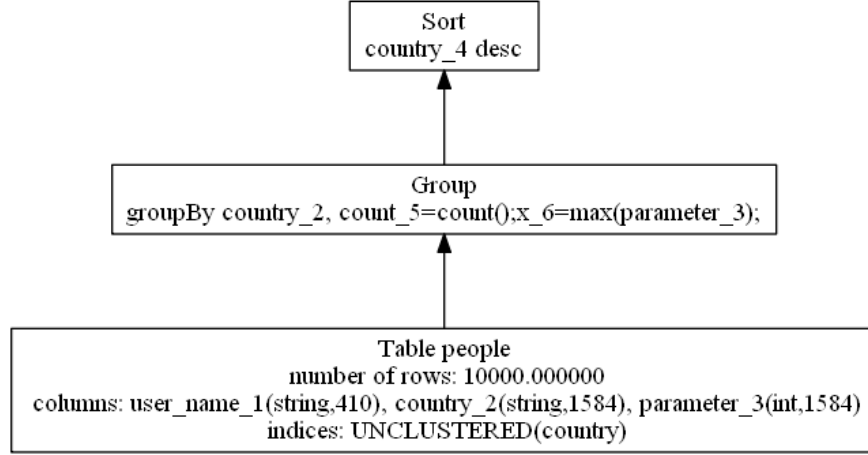 Sort
country_4 desc
Group
groupBy country_2, count_5=count();x_6=max(parameter_3);
Table people
number of rows: 10000.000000
columns: user_name_1(string,410), country_2(string,1584), parameter_3(int,1584)
indices: UNCLUSTERED(country)